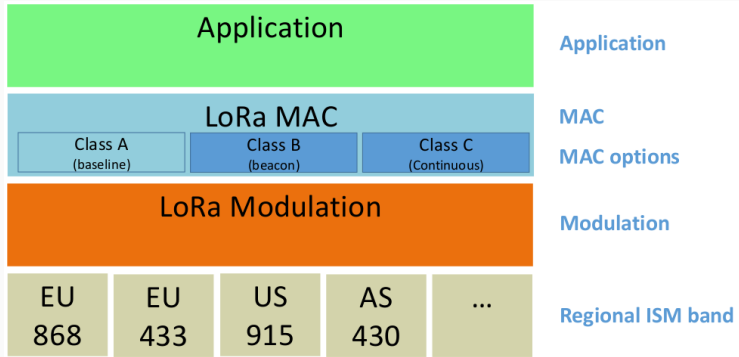 Application
Application
LoRa MAC
MAC
Class A
(baseline)
Class B
(beacon)
Class C
(Continuous)
MAC options
LoRa Modulation
Modulation
EU
868
EU
433
US
915
AS
430
...
Regional ISM band